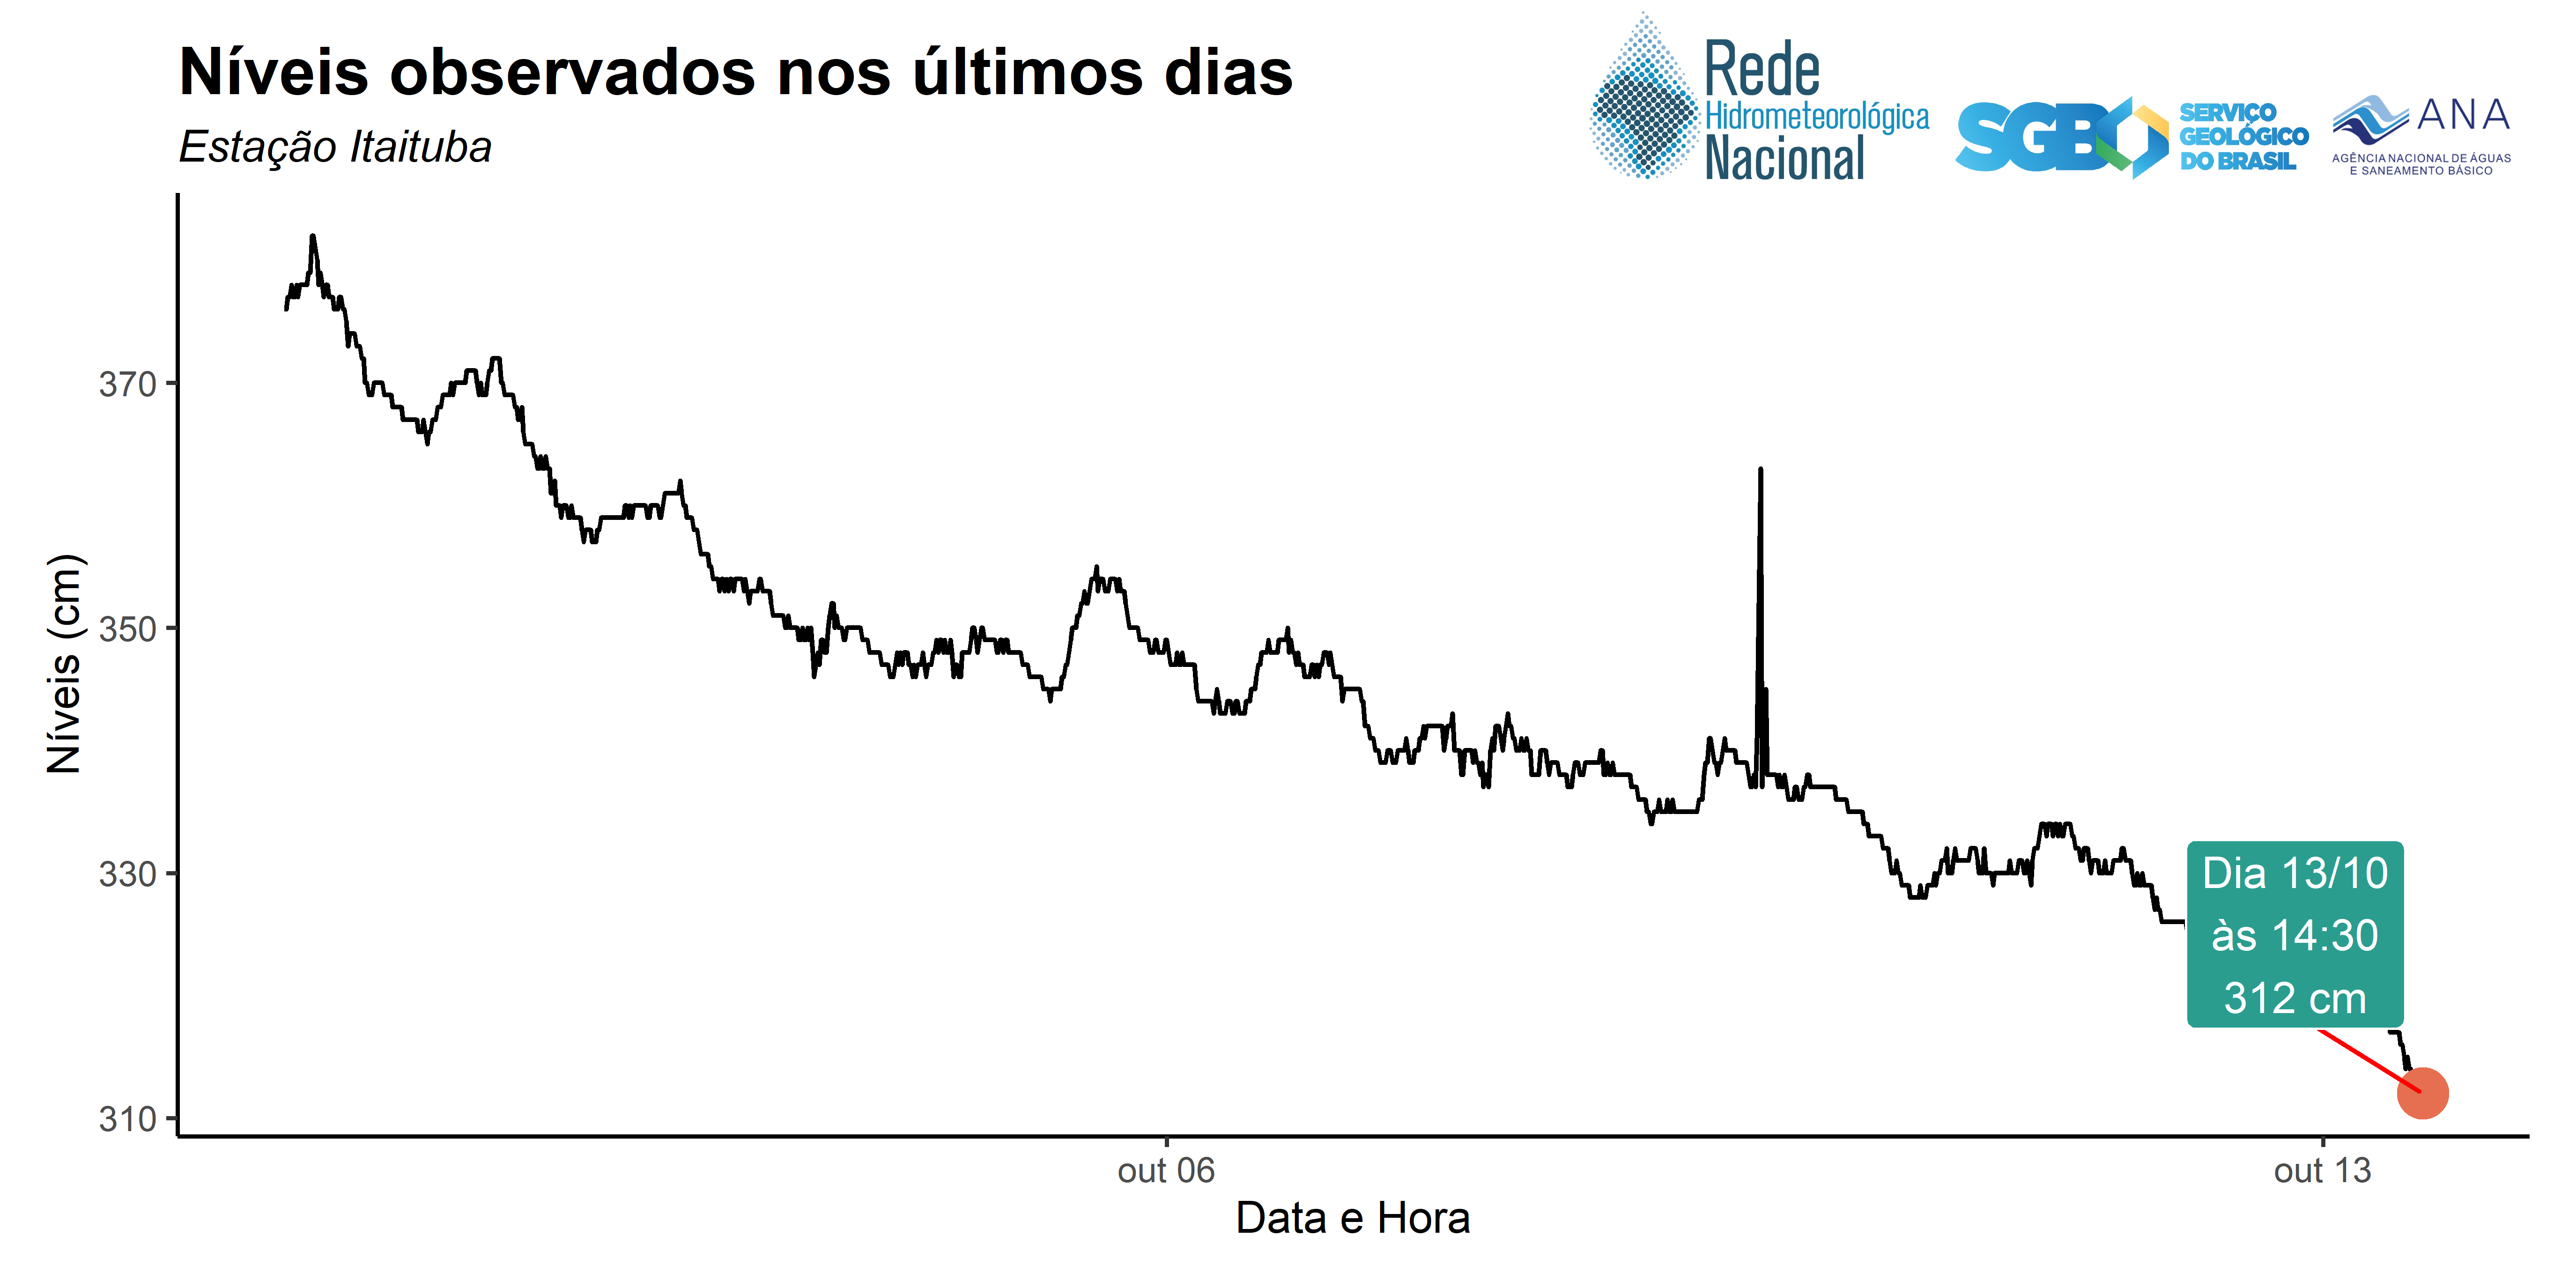 Níveis observados nos últimos dias
Estação Itaituba
Rede
Hidrometeorológica
Nacional
SGB
SERVIÇO
GEOLÓGICO
DO BRASIL
ANA
AGÊNCIA NACIONAL DE ÁGUAS
E SANEAMENTO BÁSICO
Níveis (cm)
370
350
330
310
Dia 13/10
às 14:30
312 cm
out 06
out 13
Data e Hora